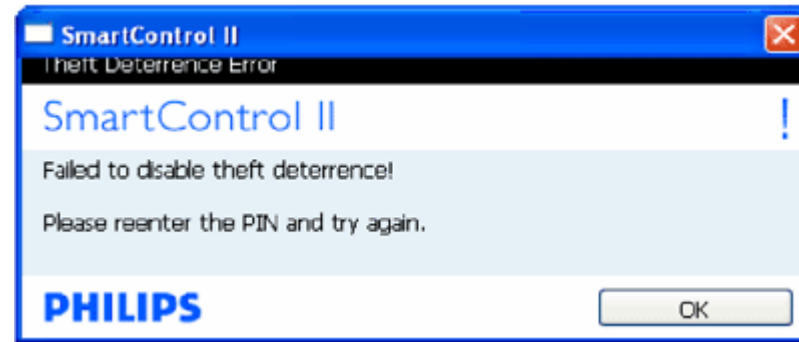 SmartControl II
Theft Deterrence Error
SmartControl II !
Failed to disable theft deterrence!
Please reenter the PIN and try again.
PHILIPS
OK